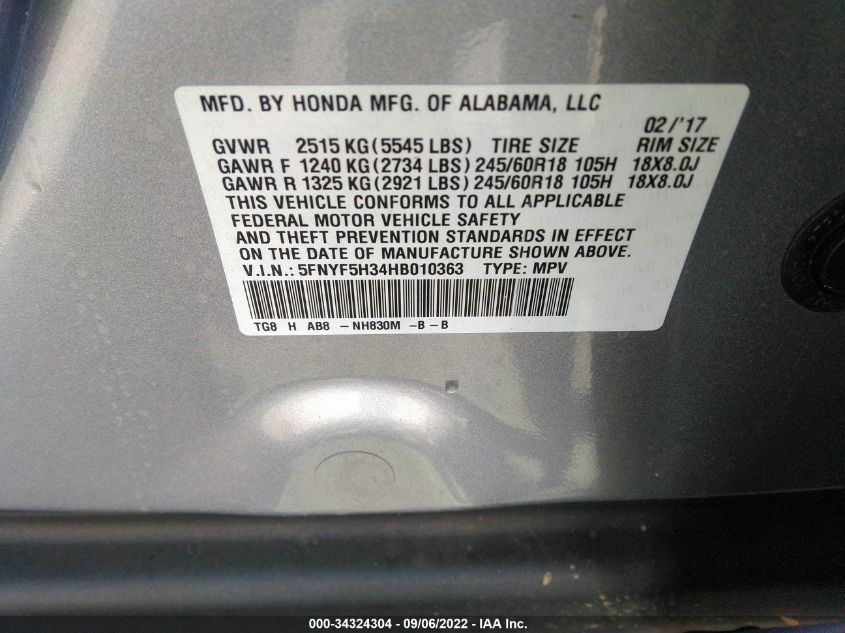 MFD. BY HONDA MFG. OF ALABAMA, LLC
02/'17
GVWR 2515 KG (5545 LBS) TIRE SIZE RIM SIZE
GAWR F 1240 KG (2734 LBS) 245/60R18 105H 18X8.0J
GAWR R 1325 KG (2921 LBS) 245/60R18 105H 18X8.0J
THIS VEHICLE CONFORMS TO ALL APPLICABLE
FEDERAL MOTOR VEHICLE SAFETY
AND THEFT PREVENTION STANDARDS IN EFFECT
ON THE DATE OF MANUFACTURE SHOWN ABOVE.
V.I.N.: 5FNYF5H34HB010363 TYPE: MPV
TG8 H AB8 -NH830M -B-B
000-34324304 - 09/06/2022 - IAA Inc.